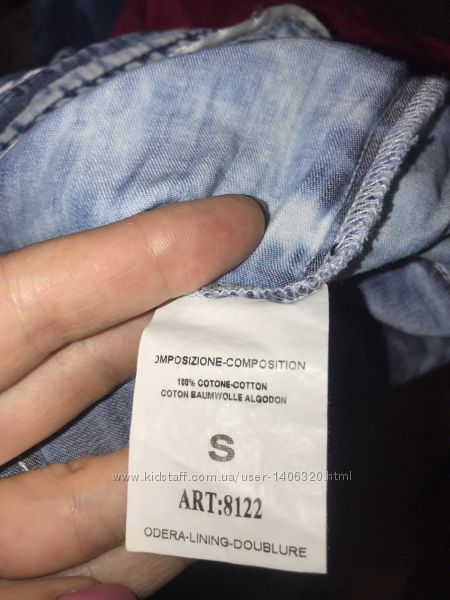 OMPOSIZIONE-COMPOSITION
100% COTONE-COTTON
COTON BAUMWOLLE ALGODON
S
www.kidstaff.com.ua/user-1406320.html
ART:8122
ODERA-LINING-DOUBLURE